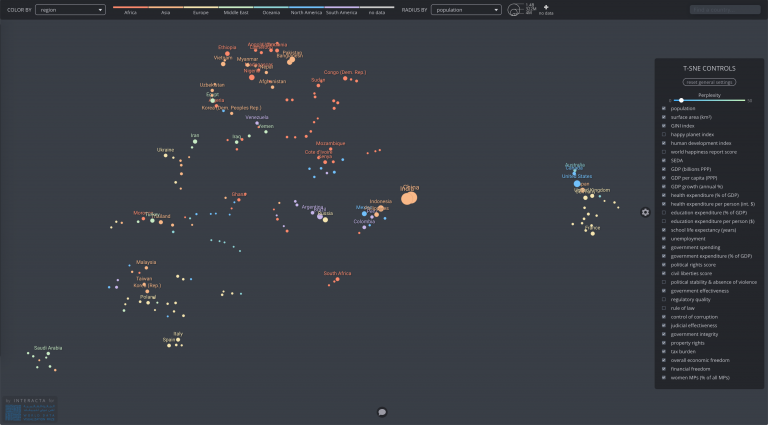 COLOR BY
region
Africa
Asia
Europe
Middle East
Oceania
North America
South America
no data
RADIUS BY
population
no data
Ethiopia
Pakistan
Vietnam
Myanmar
Nigeria
Congo (Dem. Rep.)
Sudan
Uzbekistan
Afghanistan
Egypt
Korea (Dem. Peoples Rep.)
Venezuela
Yemen
Iran
Iraq
Ukraine
Mozambique
Cote d'Ivoire
Kenya
Ghana
Thailand
Argentina
Russia
Mexico
Colombia
Indonesia
China
Australia
United States
Japan
United Kingdom
France
Malaysia
Taiwan
Korea (Rep.)
Poland
South Africa
Italy
Spain
Saudi Arabia
T-SNE CONTROLS
reset general settings
Perplexity
population
surface area (km²)
GINI index
happy planet index
human development index
world happiness report score
SEDA
GDP (billions PPP)
GDP per capita (PPP)
GDP growth (annual %)
health expenditure (% of GDP)
health expenditure per person (int. $)
education expenditure (% of GDP)
education expenditure per person ($)
school life expectancy (years)
unemployment
government spending
government expenditure (% of GDP)
political rights score
civil liberties score
political stability & absence of violence
government effectiveness
regulatory quality
rule of law
control of corruption
judicial effectiveness
government integrity
property rights
tax burden
overall economic freedom
financial freedom
women MPs (% of all MPs)
by INTERACTA